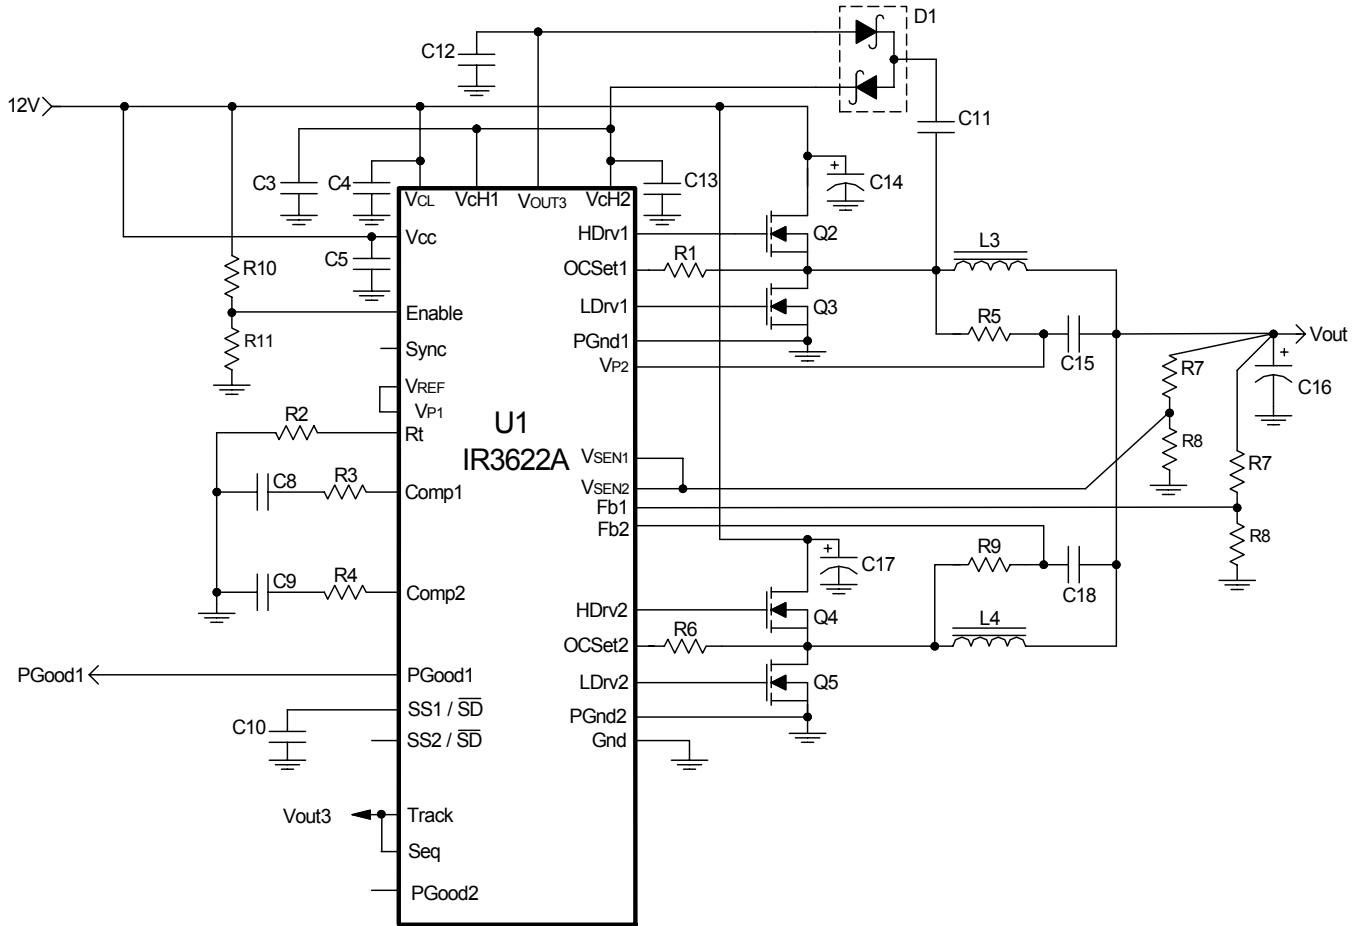 D1
C12
12V
C11
C3
C4
C13
C14
VCL
VcH1
VOUT3
VcH2
Vcc
HDrv1
Q2
L3
C5
R10
OCSet1
R1
LDrv1
Q3
Enable
R5
R11
Sync
PGnd1
C15
Vout
VP2
R7
C16
VREF
VP1
R2
Rt
U1
IR3622A
R8
VSEN1
R7
C8
R3
Comp1
VSEN2
Fb1
Fb2
R8
R9
C17
C18
C9
R4
Comp2
HDrv2
Q4
L4
OCSet2
R6
PGood1
PGood1
LDrv2
Q5
SS1 / SD
PGnd2
C10
SS2 / SD
Gnd
Vout3
Track
Seq
PGood2
+
+
+